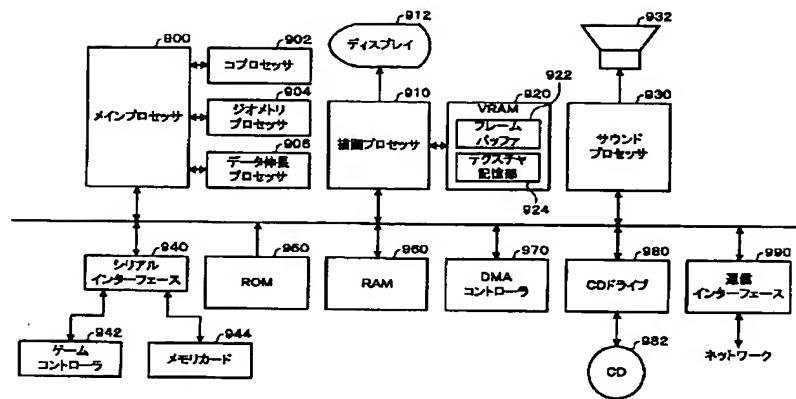 900
902
912
932
コプロセッサ
ディスプレイ
904
910
920
922
930
VRAM
メインプロセッサ
ジオメトリ
プロセッサ
描画プロセッサ
フレーム
バッファ
サウンド
プロセッサ
906
データ伸長
プロセッサ
テクスチャ
記憶部
924
940
950
960
970
980
990
シリアル
インターフェース
ROM
RAM
DMA
コントローラ
CDドライブ
通信
インターフェース
942
944
982
ゲーム
コントローラ
メモリカード
CD
ネットワーク